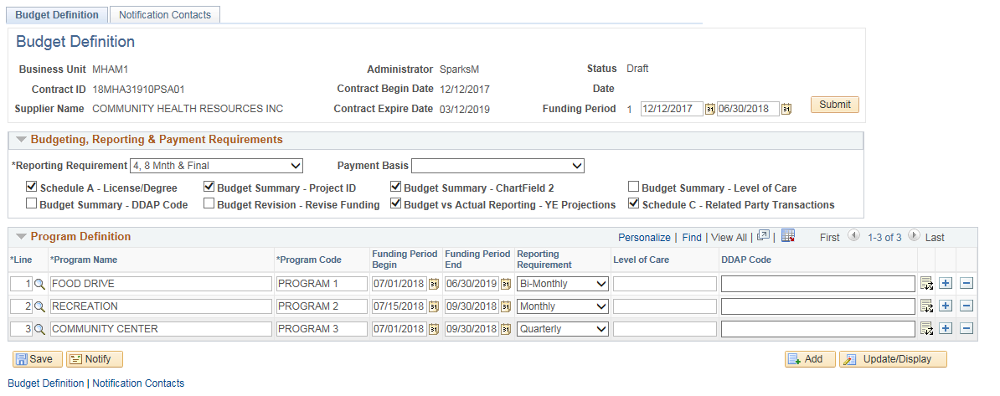 Budget Definition Notification Contacts
Budget Definition
Business Unit MHAM1 Administrator SparksM Status Draft
Contract ID 18MHA31910PSA01 Contract Begin Date 12/12/2017 Date
Supplier Name COMMUNITY HEALTH RESOURCES INC Contract Expire Date 03/12/2019 Funding Period 1 12/12/2017 31 06/30/2018 31 Submit
Budgeting, Reporting & Payment Requirements
*Reporting Requirement 4, 8 Mnth & Final Payment Basis
Schedule A - License/Degree Budget Summary - Project ID Budget Summary - ChartField 2 Budget Summary - Level of Care
Budget Summary - DDAP Code Budget Revision - Revise Funding Budget vs Actual Reporting - YE Projections Schedule C - Related Party Transactions
Program Definition Personalize | Find | View All | | First 1-3 of 3 Last
*Line *Program Name *Program Code Funding Period Begin Funding Period End Reporting Requirement Level of Care DDAP Code
1 FOOD DRIVE PROGRAM 1 07/01/2018 31 06/30/2019 31 Bi-Monthly
2 RECREATION PROGRAM 2 07/15/2018 31 09/30/2018 31 Monthly
3 COMMUNITY CENTER PROGRAM 3 07/01/2018 31 09/30/2018 31 Quarterly
Save Notify Add Update/Display
Budget Definition | Notification Contacts